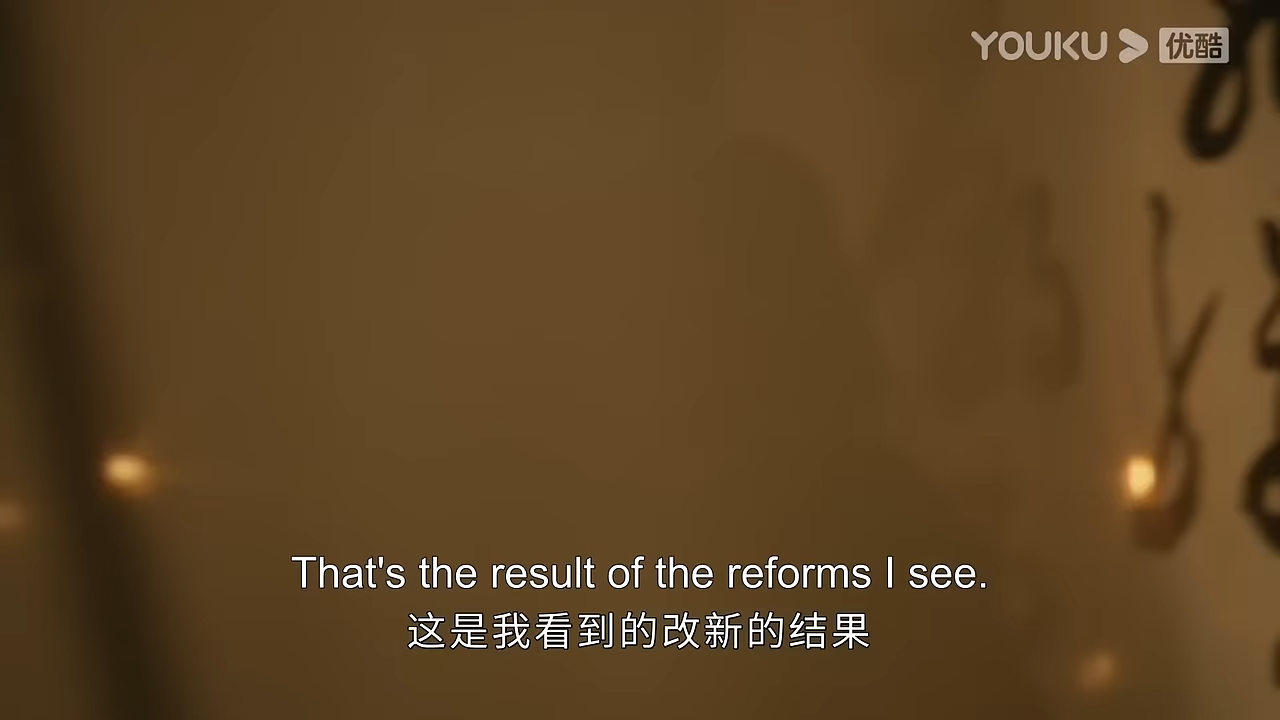 YOUKU 优酷
That's the result of the reforms I see.
这是我看到的改新的结果